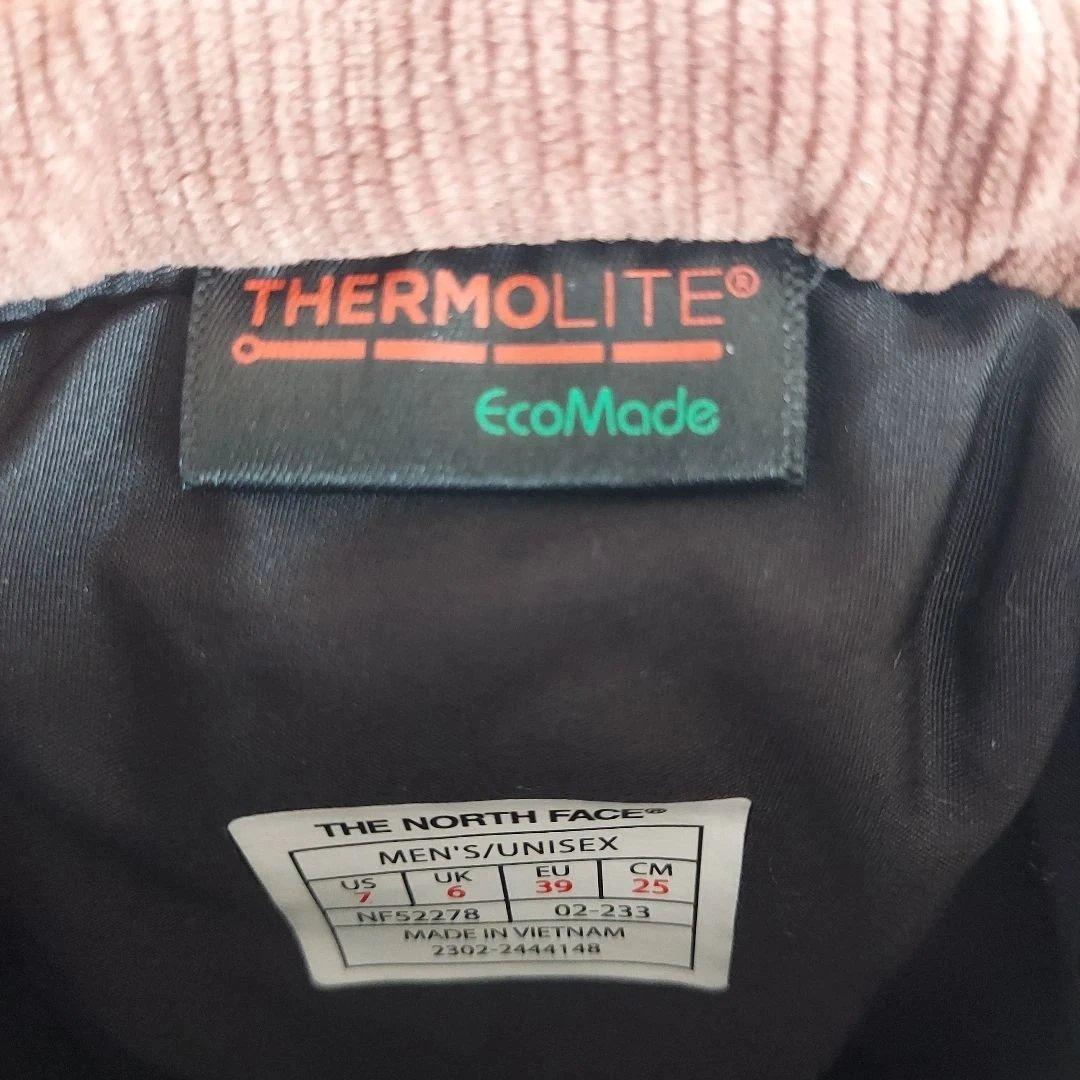 THERMOLITE®
EcoMade
THE NORTH FACE®
MEN'S/UNISEX
US UK EU CM
7 6 39 25
NF52278 02-233
MADE IN VIETNAM
2302-2444148